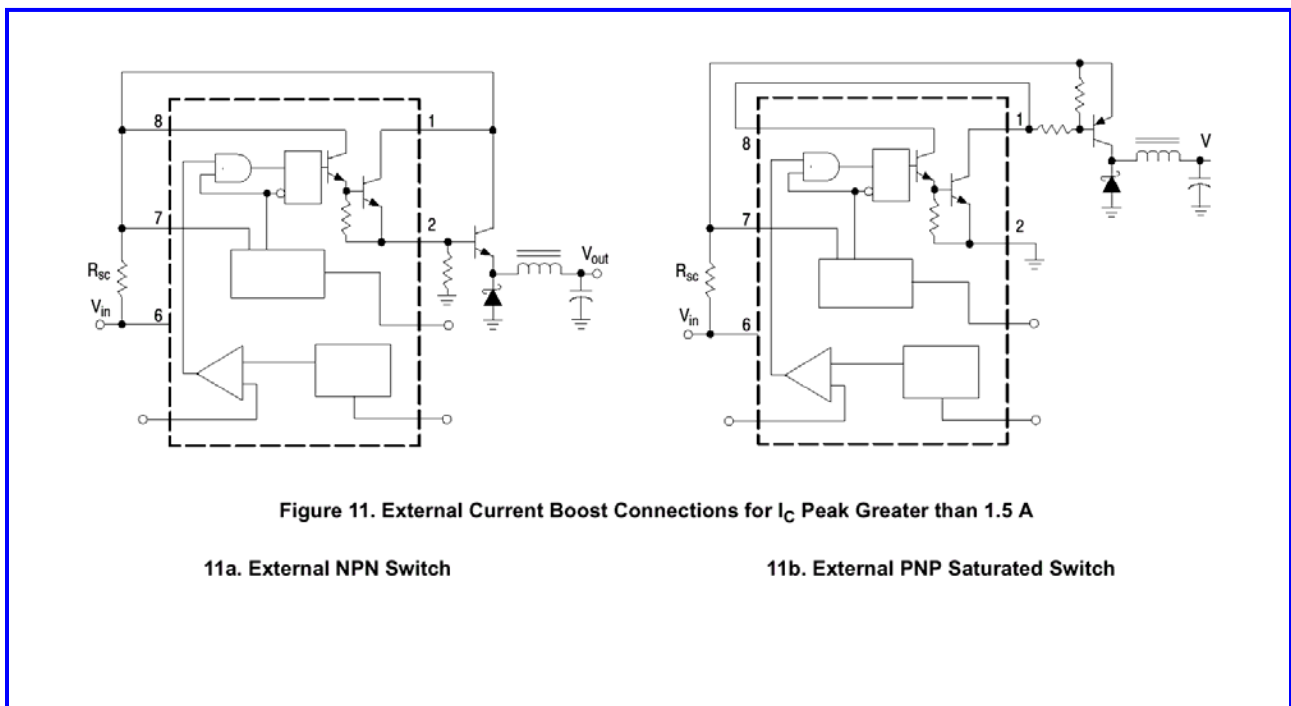 8
1
7
2
Rsc
Vin
6
Vout
8
1
7
2
Rsc
Vin
6
V
Figure 11. External Current Boost Connections for IC Peak Greater than 1.5 A
11a. External NPN Switch
11b. External PNP Saturated Switch